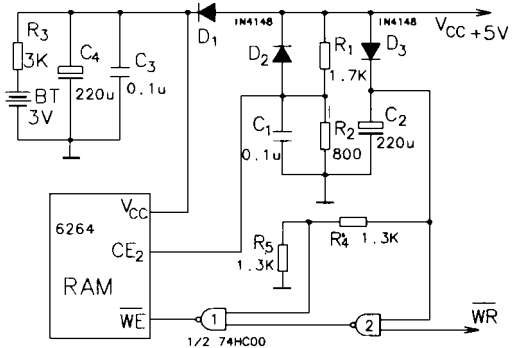 R3
3K
BT
3V
C4
220u
C3
0.1u
D1
1N4148
D2
R1
1.7K
1N4148
D3
VCC+5V
C1
0.1u
R2
800
C2
220u
6264
VCC
CE2
RAM
WE
R5
1.3K
R4
1.3K
1
2
WR
1/2 74HC00